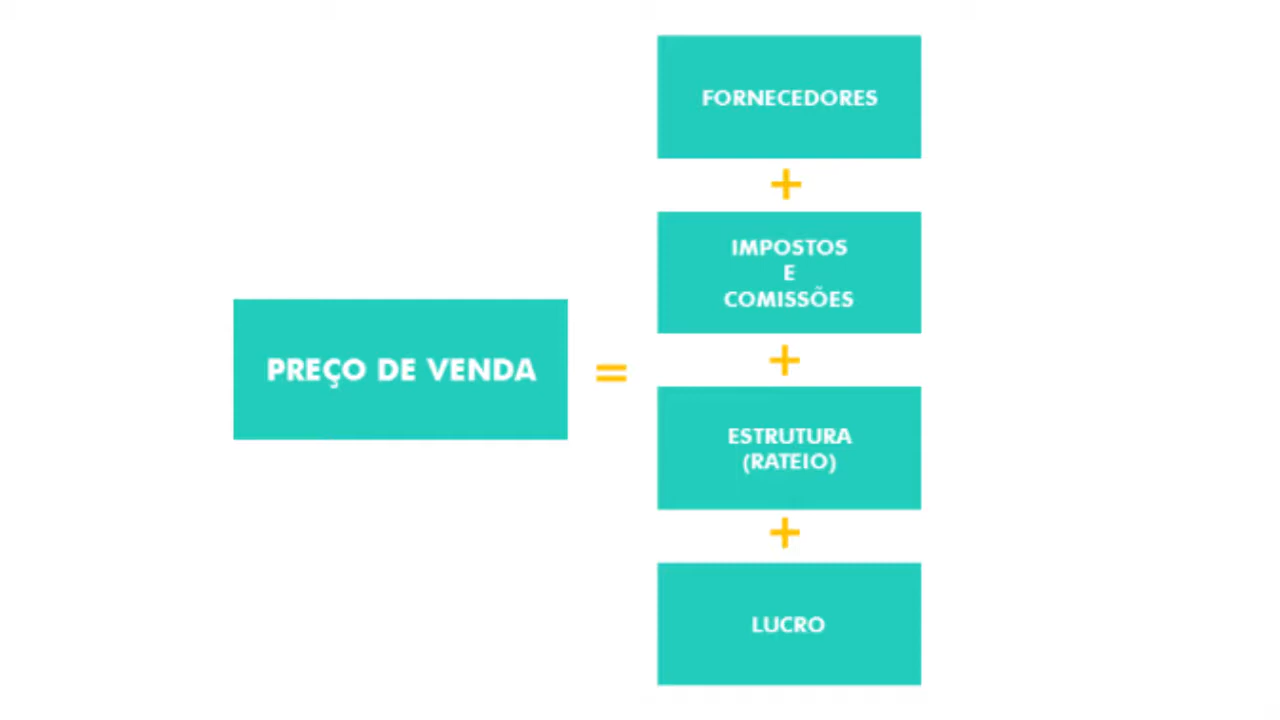 PREÇO DE VENDA
=
FORNECEDORES
+
IMPOSTOS
E
COMISSÕES
+
ESTRUTURA
(RATEIO)
+
LUCRO